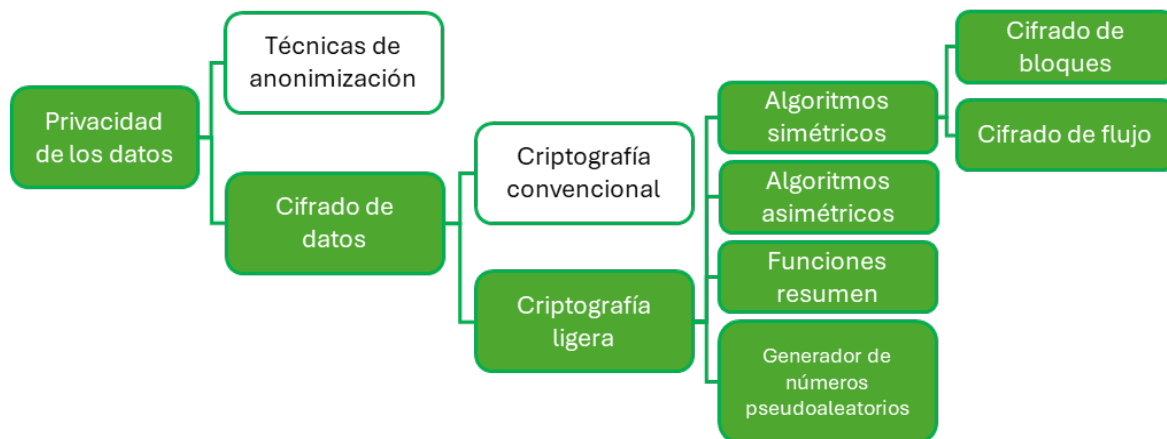 Privacidad
de los datos
Técnicas de
anonimización
Cifrado de
datos
Criptografía
convencional
Criptografía
ligera
Algoritmos
simétricos
Algoritmos
asimétricos
Funciones
resumen
Generador de
números
pseudoaleatorios
Cifrado de
bloques
Cifrado de flujo